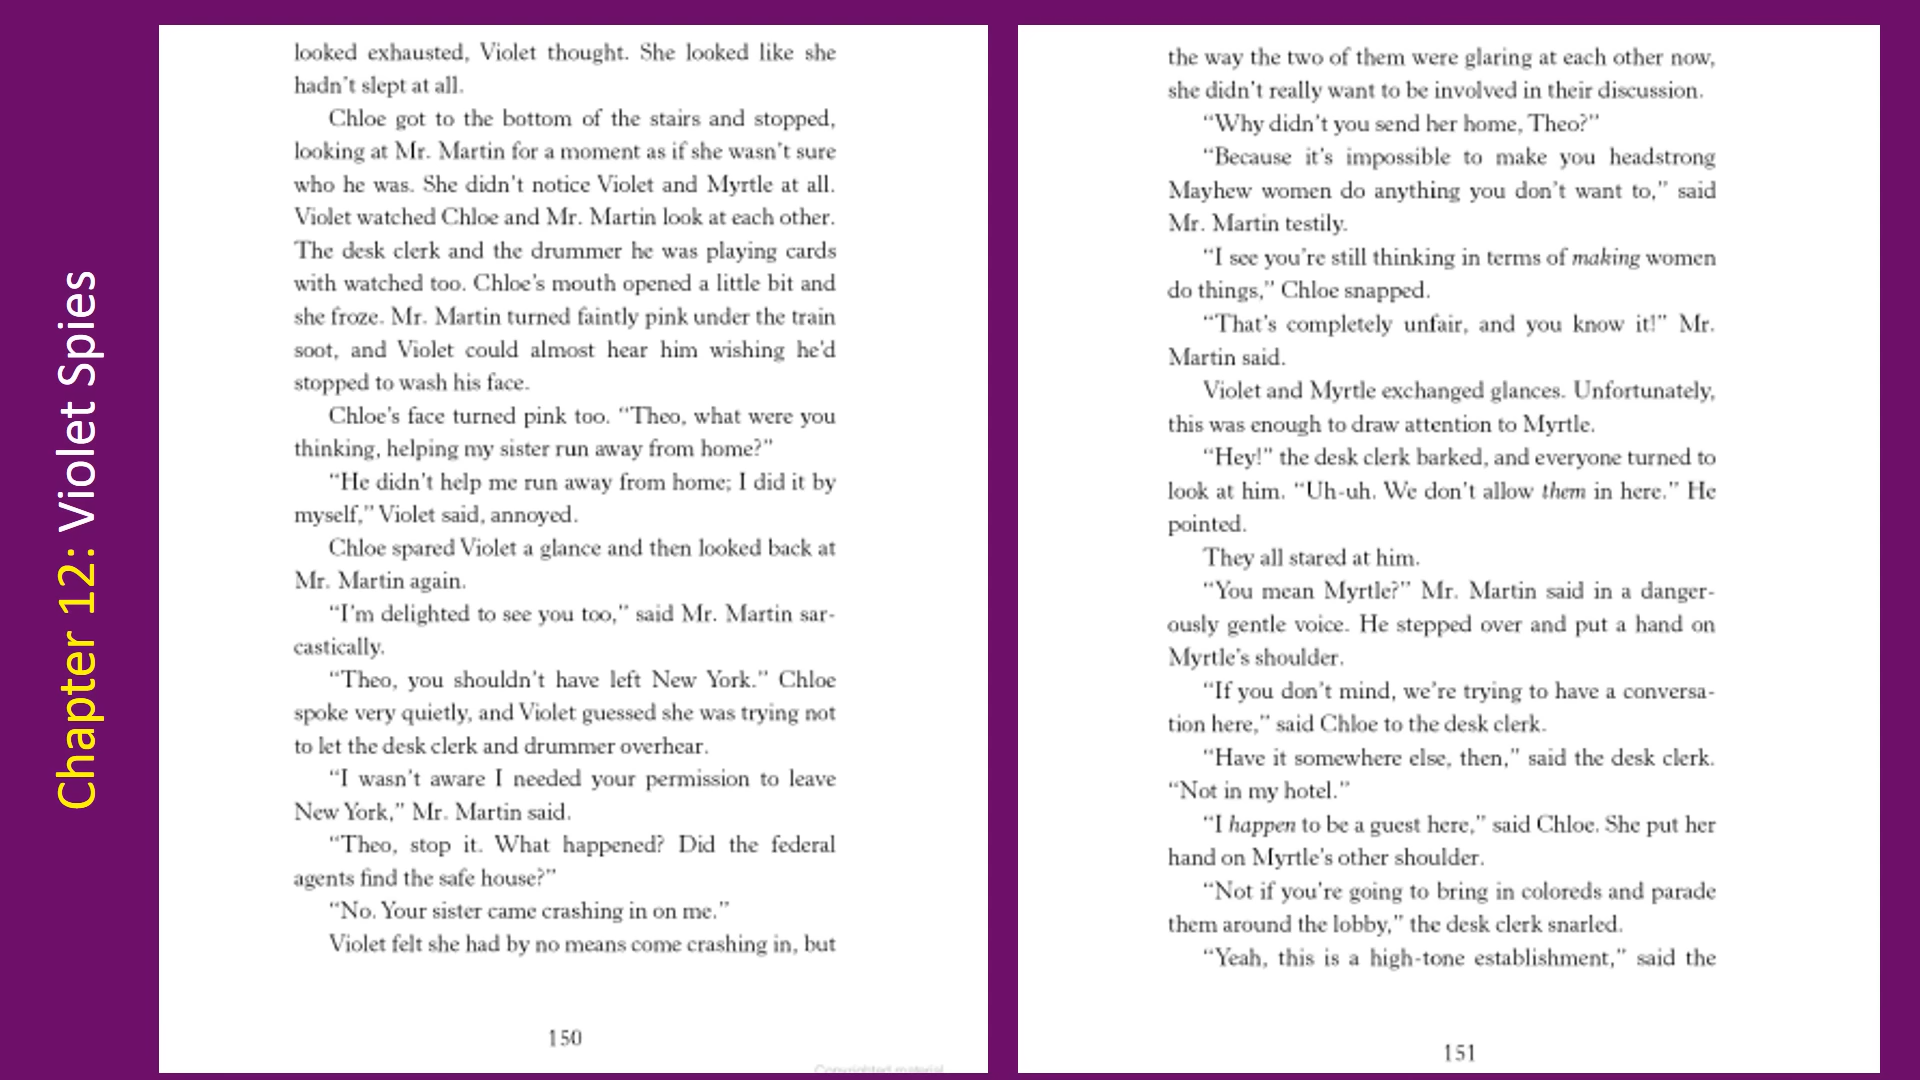 Chapter 12: Violet Spies
looked exhausted, Violet thought. She looked like she
hadn't slept at all.
Chloe got to the bottom of the stairs and stopped,
looking at Mr. Martin for a moment as if she wasn't sure
who he was. She didn't notice Violet and Myrtle at all.
Violet watched Chloe and Mr. Martin look at each other.
The desk clerk and the drummer he was playing cards
with watched too. Chloe's mouth opened a little bit and
she froze. Mr. Martin turned faintly pink under the train
soot, and Violet could almost hear him wishing he'd
stopped to wash his face.
Chloe's face turned pink too. “Theo, what were you
thinking, helping my sister run away from home?”
“He didn't help me run away from home; I did it by
myself,” Violet said, annoyed.
Chloe spared Violet a glance and then looked back at
Mr. Martin again.
“I'm delighted to see you too,” said Mr. Martin sar-
castically.
“Theo, you shouldn't have left New York.” Chloe
spoke very quietly, and Violet guessed she was trying not
to let the desk clerk and drummer overhear.
“I wasn't aware I needed your permission to leave
New York,” Mr. Martin said.
“Theo, stop it. What happened? Did the federal
agents find the safe house?”
“No. Your sister came crashing in on me.”
Violet felt she had by no means come crashing in, but
150
Copyrighted material
the way the two of them were glaring at each other now,
she didn't really want to be involved in their discussion.
“Why didn't you send her home, Theo?”
“Because it's impossible to make you headstrong
Mayhew women do anything you don't want to,” said
Mr. Martin testily.
“I see you're still thinking in terms of making women
do things,” Chloe snapped.
“That's completely unfair, and you know it!” Mr.
Martin said.
Violet and Myrtle exchanged glances. Unfortunately,
this was enough to draw attention to Myrtle.
“Hey!” the desk clerk barked, and everyone turned to
look at him. “Uh-uh. We don't allow them in here.” He
pointed.
They all stared at him.
“You mean Myrtle?” Mr. Martin said in a danger-
ously gentle voice. He stepped over and put a hand on
Myrtle's shoulder.
“If you don't mind, we're trying to have a conversa-
tion here,” said Chloe to the desk clerk.
“Have it somewhere else, then,” said the desk clerk.
“Not in my hotel.”
“I happen to be a guest here,” said Chloe. She put her
hand on Myrtle's other shoulder.
“Not if you're going to bring in coloreds and parade
them around the lobby,” the desk clerk snarled.
“Yeah, this is a high-tone establishment,” said the
151